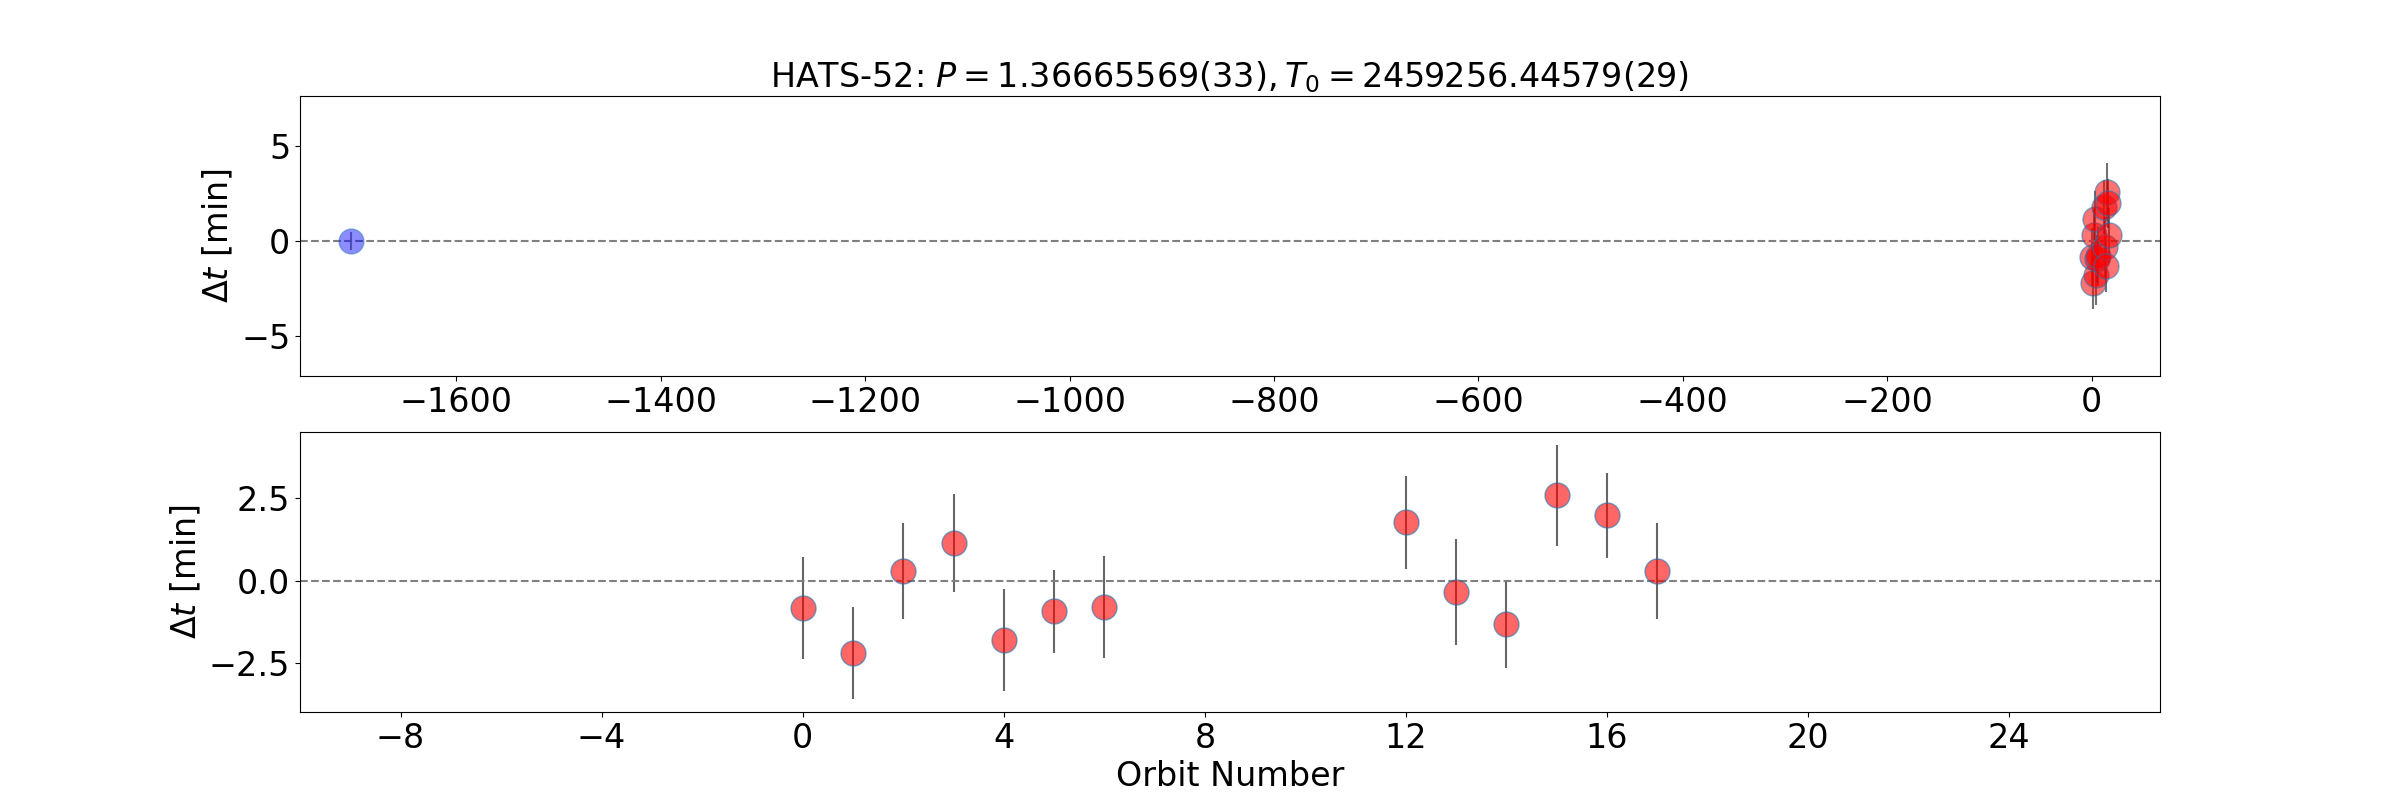 HATS-52: P = 1.36665569(33), T₀ = 2459256.44579(29)
Δt [min]
5
0
−5
−1600 −1400 −1200 −1000 −800 −600 −400 −200 0
Δt [min]
2.5
0.0
−2.5
−8 −4 0 4 8 12 16 20 24
Orbit Number